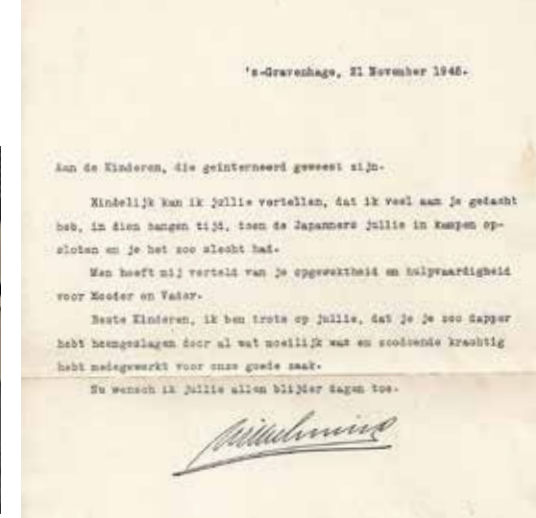 's-Gravenhage, 21 November 1945.
Aan de Kinderen, die geinterneerd geweest zijn.
Eindelijk kan ik jullie vertellen, dat ik veel aan je gedacht
heb, in dien bangen tijd, toen de Japanners jullie in kampen op-
sloten en je het zoo slecht had.
Men heeft mij verteld van je opgewektheid en hulpvaardigheid
voor Moeder en Vader.
Beste Kinderen, ik ben trots op jullie, dat je je zoo dapper
hebt heengeslagen door al wat moeilijk was en zoodoende krachtig
hebt medegewerkt voor onze goede zaak.
Nu wensch ik jullie allen blijder dagen toe.
Wilhelmina